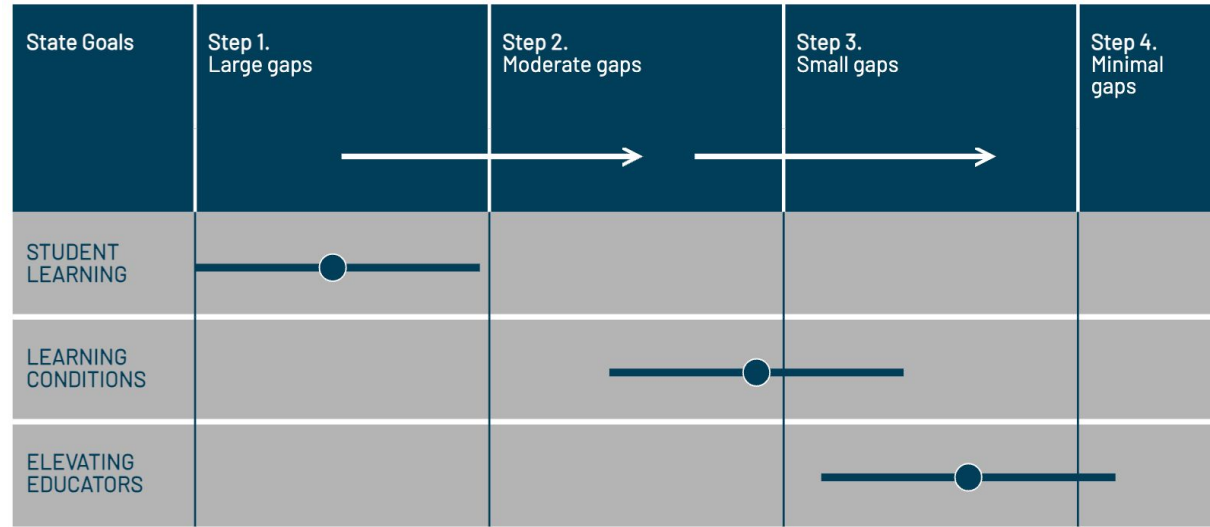 State Goals
Step 1.
Large gaps
Step 2.
Moderate gaps
Step 3.
Small gaps
Step 4.
Minimal
gaps
STUDENT
LEARNING
LEARNING
CONDITIONS
ELEVATING
EDUCATORS